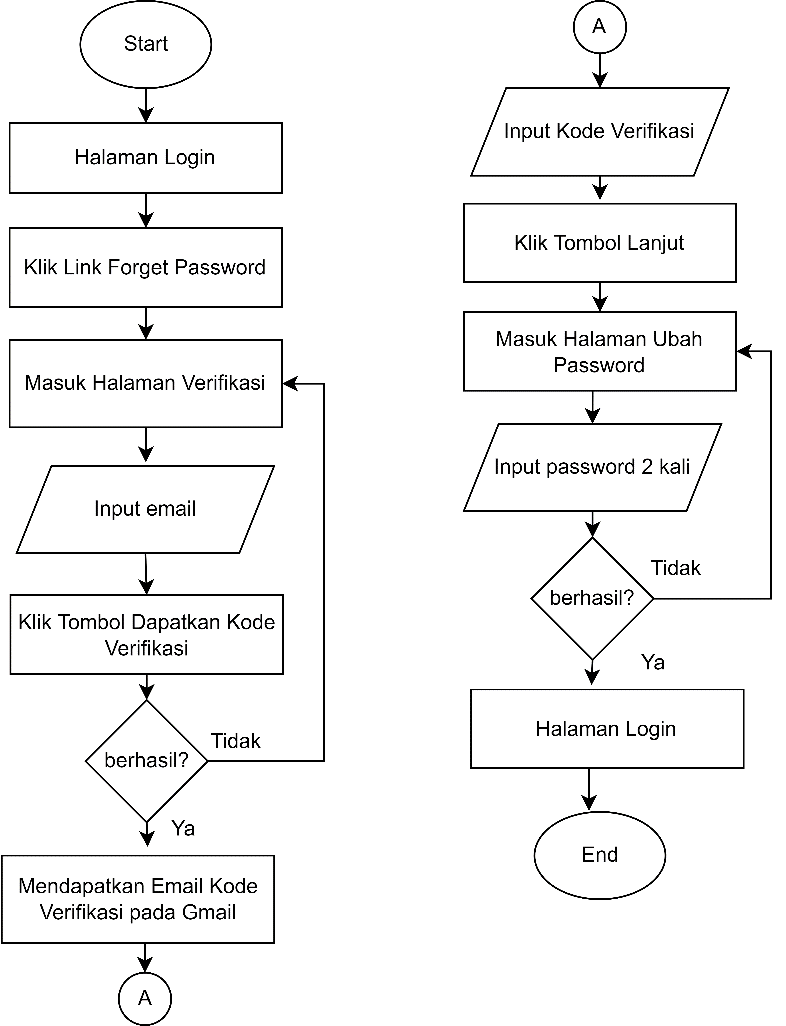 Start
Halaman Login
Klik Link Forget Password
Masuk Halaman Verifikasi
Input email
Klik Tombol Dapatkan Kode
Verifikasi
berhasil?
Tidak
Ya
Mendapatkan Email Kode
Verifikasi pada Gmail
A
A
Input Kode Verifikasi
Klik Tombol Lanjut
Masuk Halaman Ubah
Password
Input password 2 kali
berhasil?
Tidak
Ya
Halaman Login
End